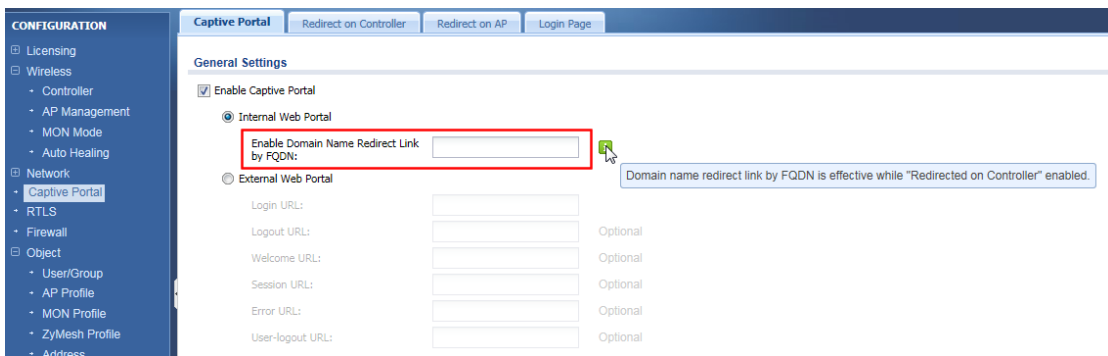 CONFIGURATION
Licensing
Wireless
Controller
AP Management
MON Mode
Auto Healing
Network
Captive Portal
RTLS
Firewall
Object
User/Group
AP Profile
MON Profile
ZyMesh Profile
Address
Captive Portal
Redirect on Controller
Redirect on AP
Login Page
General Settings
Enable Captive Portal
Internal Web Portal
Enable Domain Name Redirect Link
by FQDN:
Domain name redirect link by FQDN is effective while "Redirected on Controller" enabled.
External Web Portal
Login URL:
Logout URL: Optional
Welcome URL: Optional
Session URL: Optional
Error URL: Optional
User-logout URL: Optional